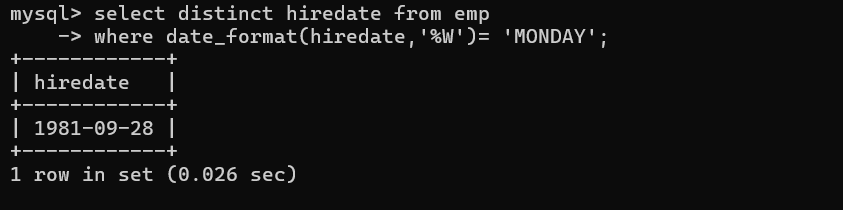 mysql> select distinct hiredate from emp
    -> where date_format(hiredate,'%W')= 'MONDAY';
+------------+
| hiredate   |
+------------+
| 1981-09-28 |
+------------+
1 row in set (0.026 sec)